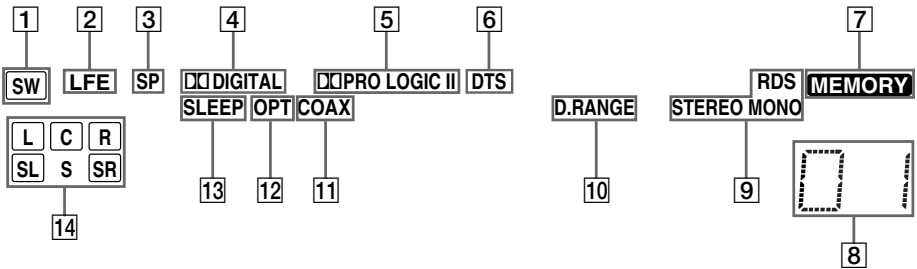 1 2 3 4 5 6 7
SW LFE SP DIGITAL PRO LOGIC II DTS RDS MEMORY
SLEEP OPT COAX D.RANGE STEREO MONO
L C R
SL S SR
01
13 12 11 10 9
14
8